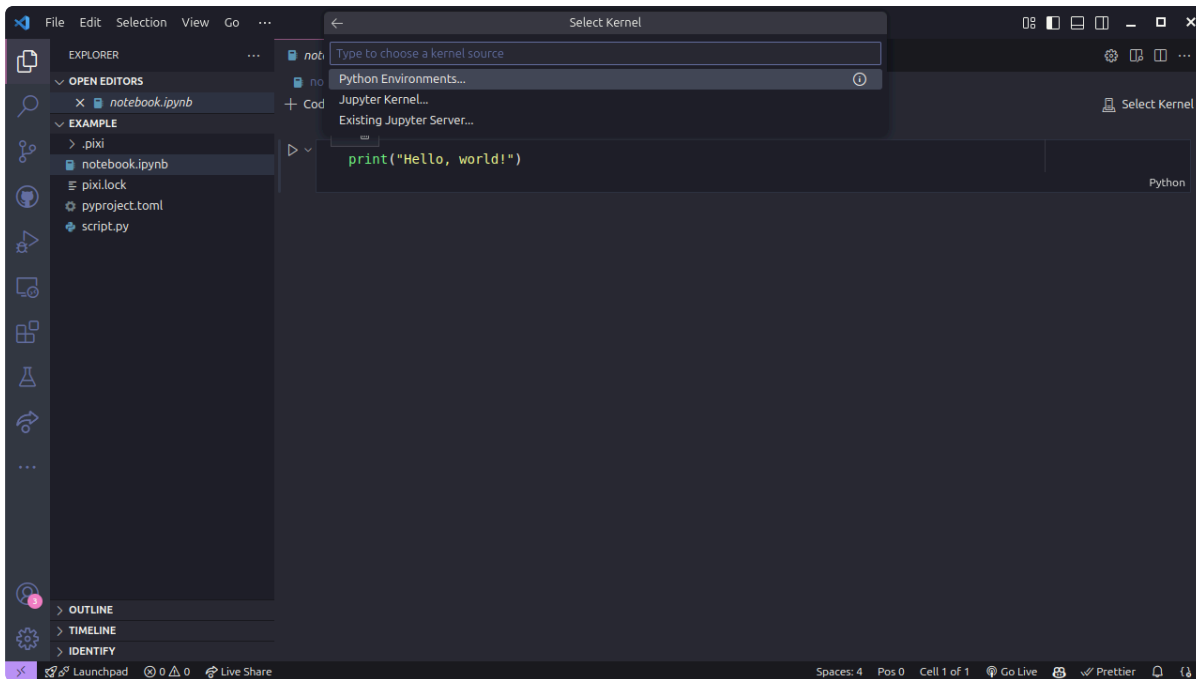 File Edit Selection View Go ...
Select Kernel
EXPLORER
Type to choose a kernel source
OPEN EDITORS
Python Environments...
notebook.ipynb
Jupyter Kernel...
Existing Jupyter Server...
Select Kernel
EXAMPLE
.pixi
notebook.ipynb
pixi.lock
pyproject.toml
script.py
print("Hello, world!")
Python
3
OUTLINE
TIMELINE
IDENTIFY
Launchpad 0 0 Live Share
Spaces: 4 Pos 0 Cell 1 of 1 Go Live Prettier